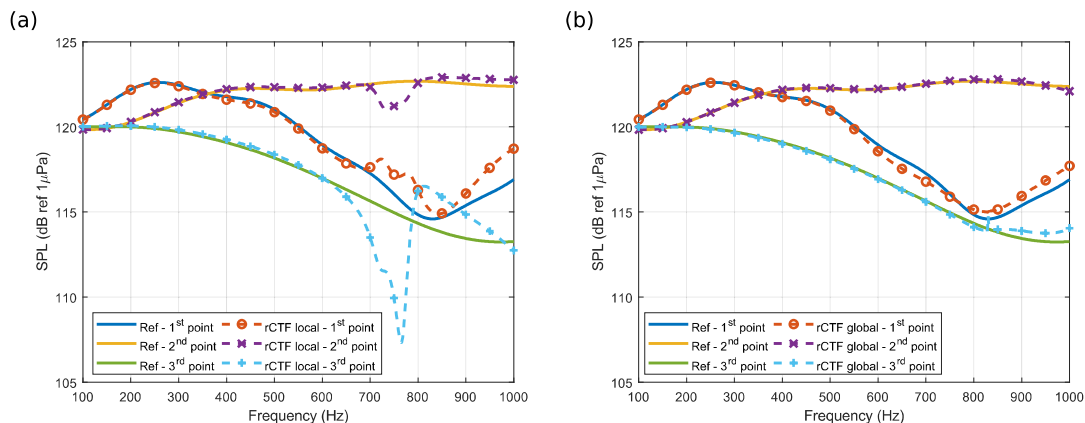 (a)
125
120
115
110
105
SPL (dB ref 1μPa)
100 200 300 400 500 600 700 800 900 1000
Frequency (Hz)
Ref - 1st point
Ref - 2nd point
Ref - 3rd point
rCTF local - 1st point
rCTF local - 2nd point
rCTF local - 3rd point
(b)
125
120
115
110
105
SPL (dB ref 1μPa)
100 200 300 400 500 600 700 800 900 1000
Frequency (Hz)
Ref - 1st point
Ref - 2nd point
Ref - 3rd point
rCTF global - 1st point
rCTF global - 2nd point
rCTF global - 3rd point